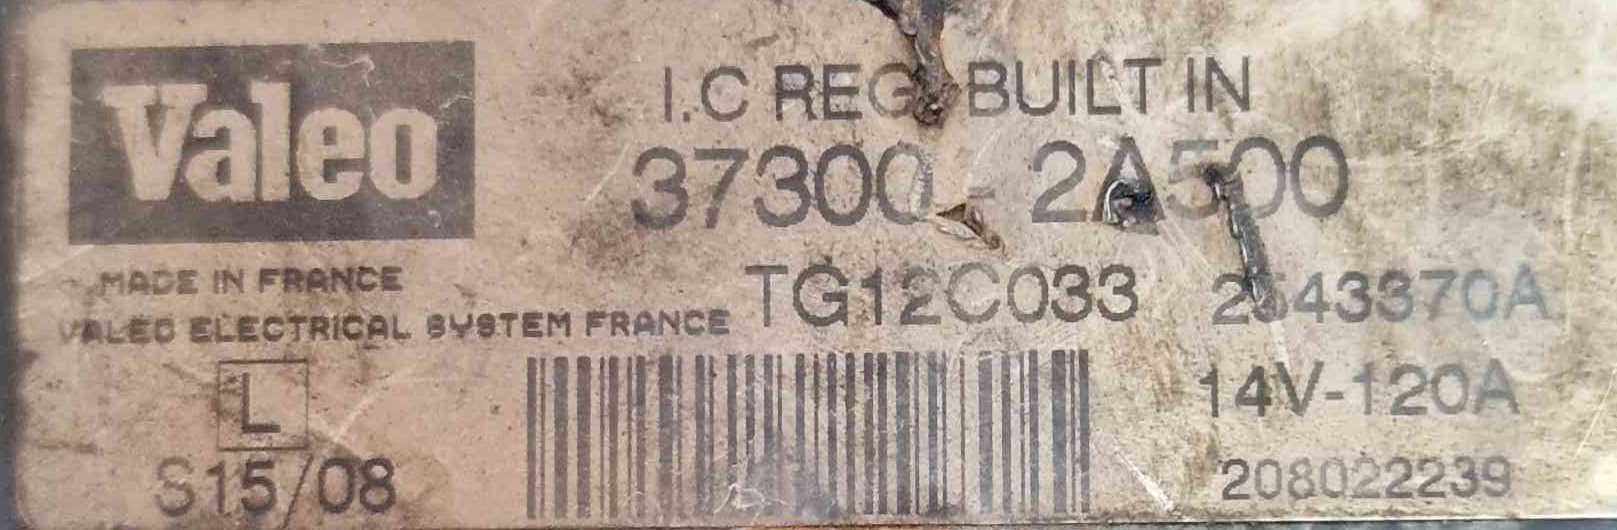 Valeo
I.C REG. BUILT IN
37300 - 2A500
MADE IN FRANCE
TG12C033 2543370A
VALEO ELECTRICAL SYSTEM FRANCE
14V-120A
L
S15/08
208022239